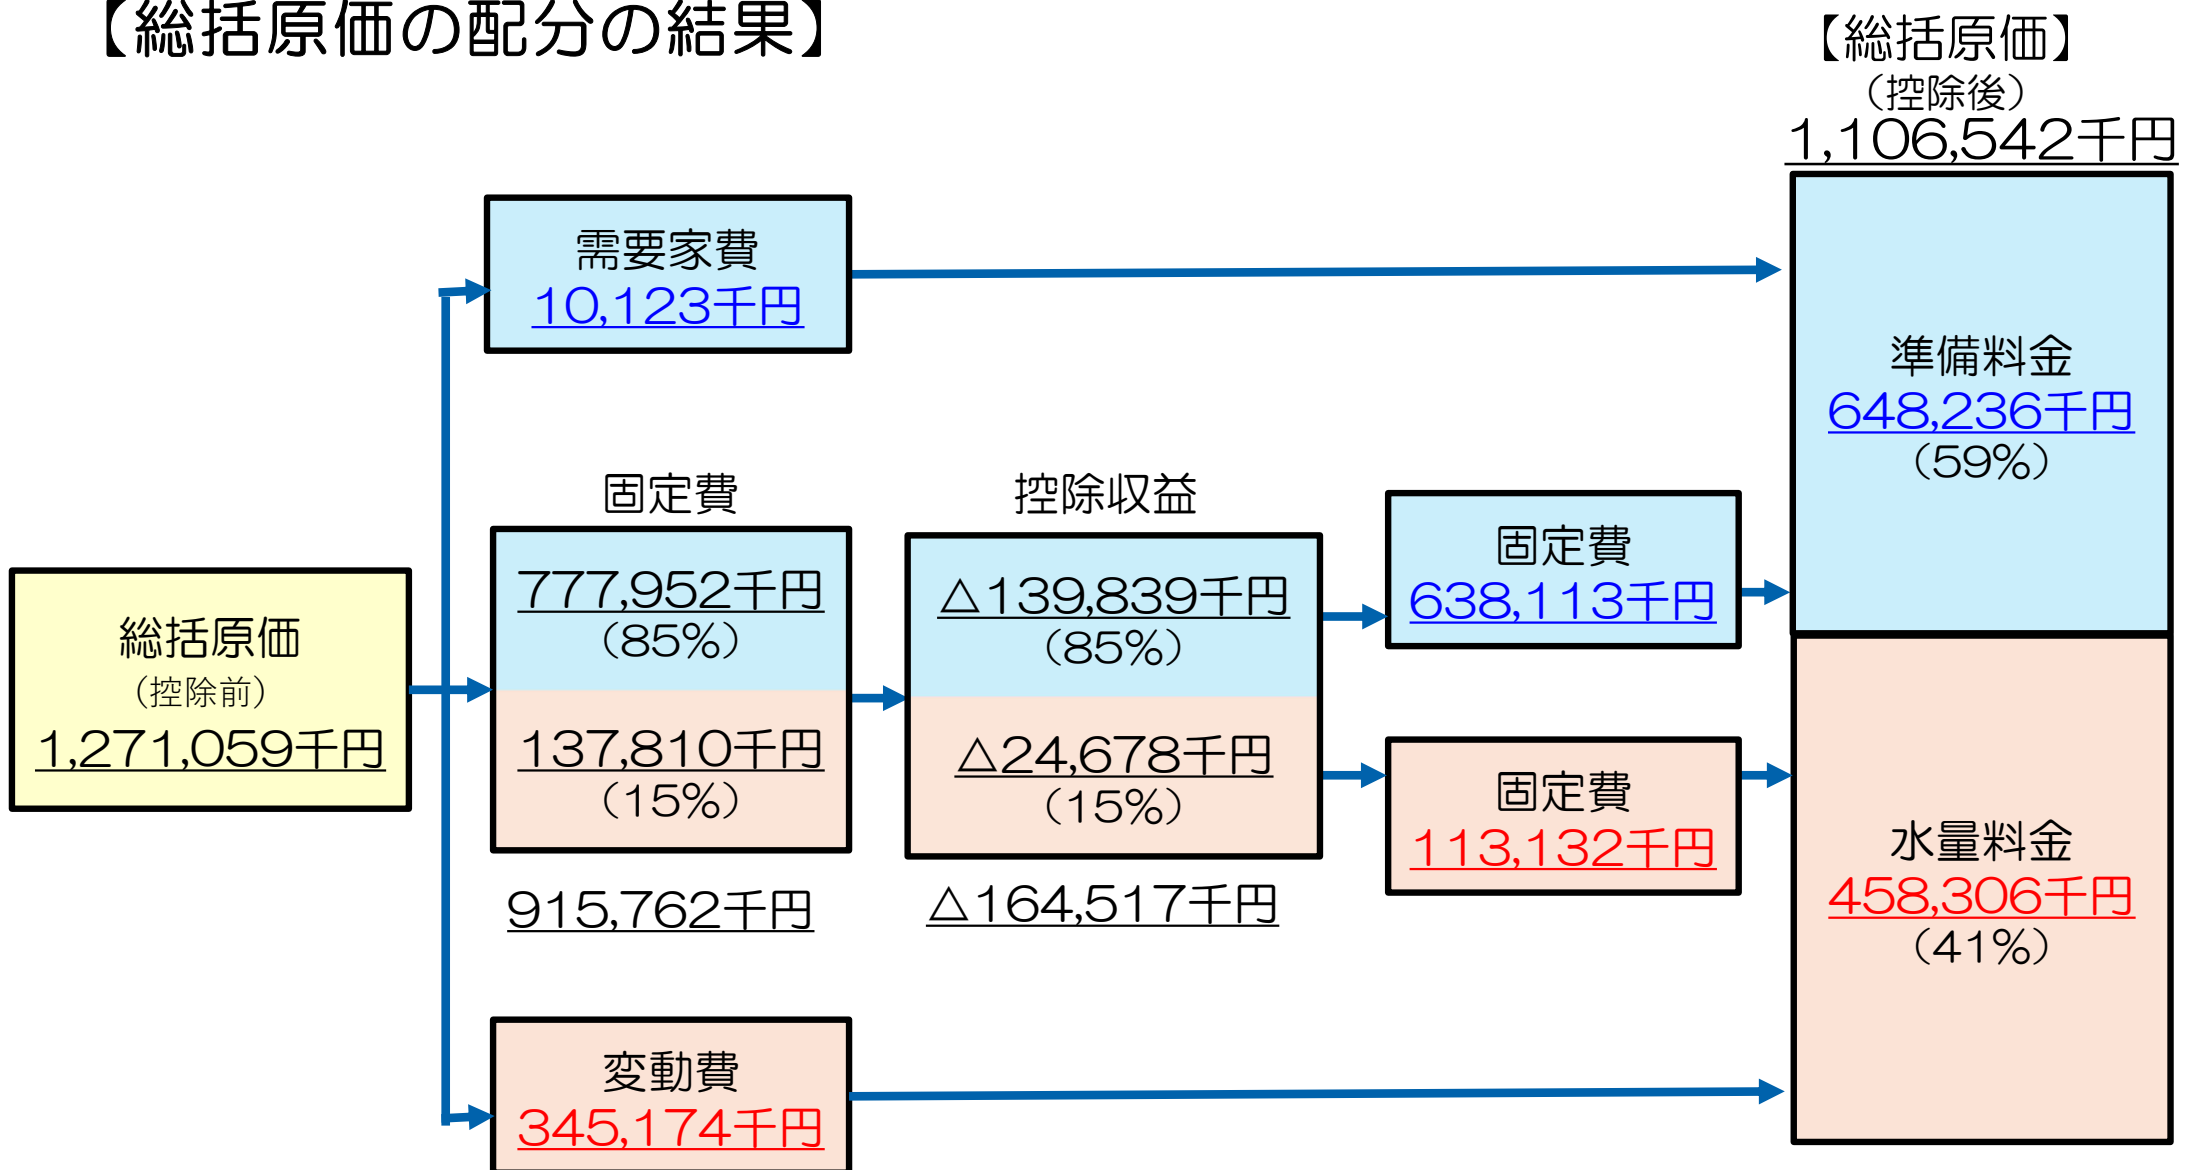 【総括原価の配分の結果】
【総括原価】
（控除後）
1,106,542千円
需要家費
10,123千円
準備料金
648,236千円
（59%）
固定費
777,952千円
（85%）
137,810千円
（15%）
915,762千円
控除収益
△139,839千円
（85%）
△24,678千円
（15%）
△164,517千円
固定費
638,113千円
固定費
113,132千円
総括原価
（控除前）
1,271,059千円
水量料金
458,306千円
（41%）
変動費
345,174千円